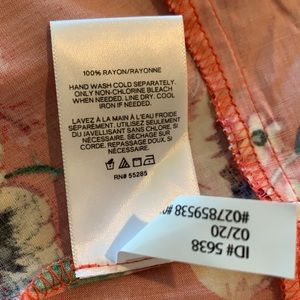 100% RAYON/RAYONNE
HAND WASH COLD SEPARATELY.
ONLY NON-CHLORINE BLEACH
WHEN NEEDED. LINE DRY. COOL
IRON IF NEEDED.
LAVEZ À LA MAIN À L'EAU FROIDE
SÉPARÉMENT. UTILISEZ
DU JAVELLISANT SANS CHLORE
SEULEMENT SI NÉCESSAIRE.
SÉCHAGE SUR CORDE.
REPASSAGE DOUX, SI
NÉCESSAIRE.
RN# 55285
ID# 5638
02/20
#0278859538